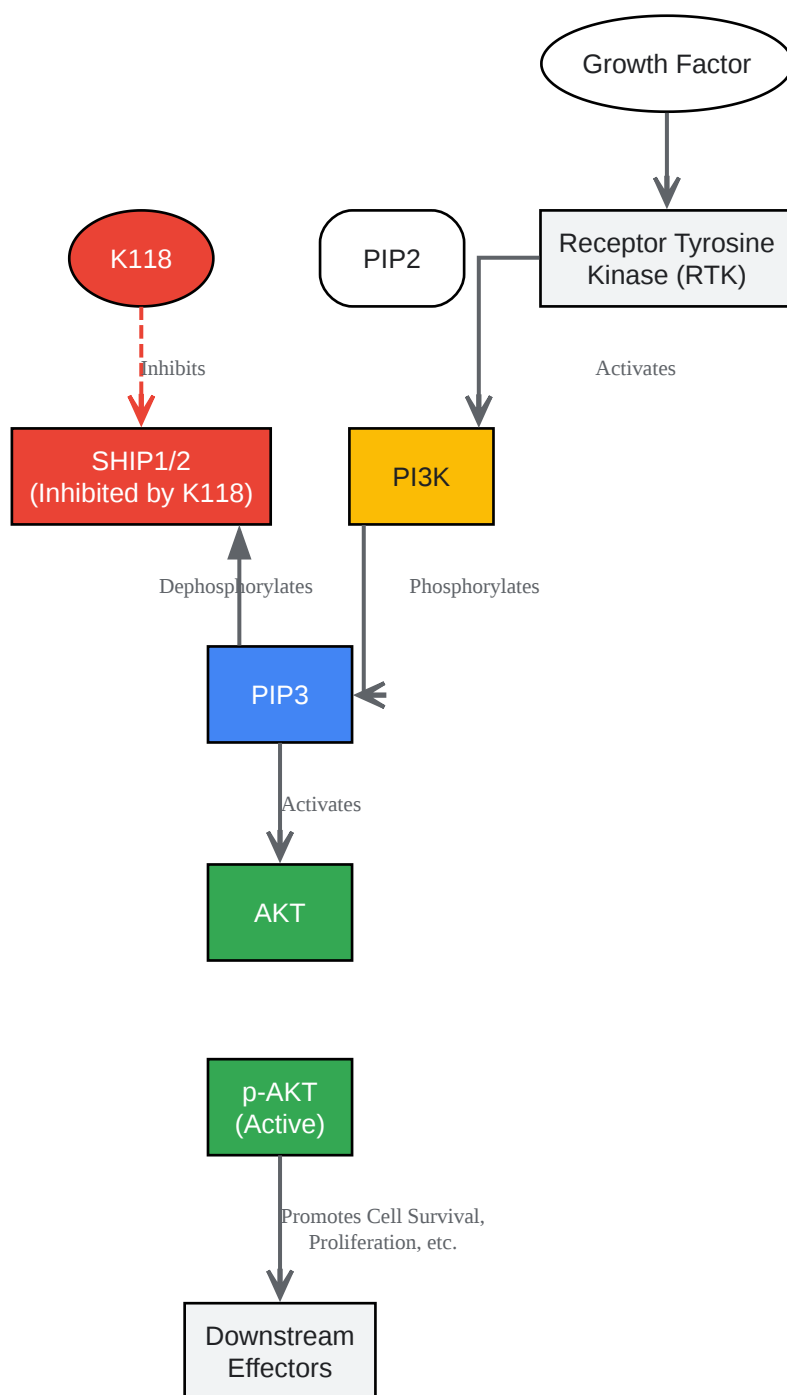 Growth Factor
K118
PIP2
Receptor Tyrosine
Kinase (RTK)
Inhibits
Activates
SHIP1/2
(Inhibited by K118)
PI3K
Dephosphorylates
Phosphorylates
PIP3
Activates
AKT
p-AKT
(Active)
Promotes Cell Survival,
Proliferation, etc.
Downstream
Effectors